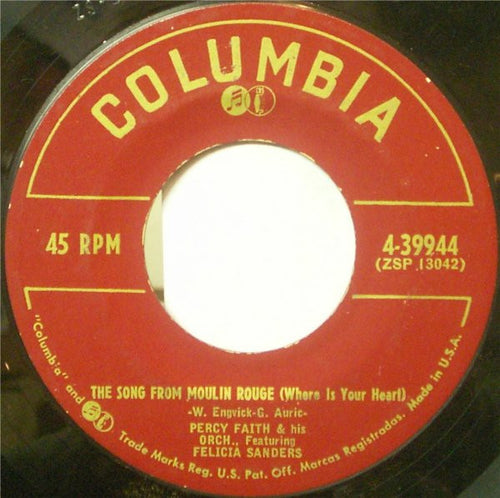 COLUMBIA
45 RPM
4-39944
(ZSP 13042)
THE SONG FROM MOULIN ROUGE (Where Is Your Heart)
-W. Engvick-G. Auric-
PERCY FAITH & his
ORCH., Featuring
FELICIA SANDERS
"Columbia" and Trade Marks Reg. U.S. Pat. Off. Marcas Registradas. Made in U.S.A.